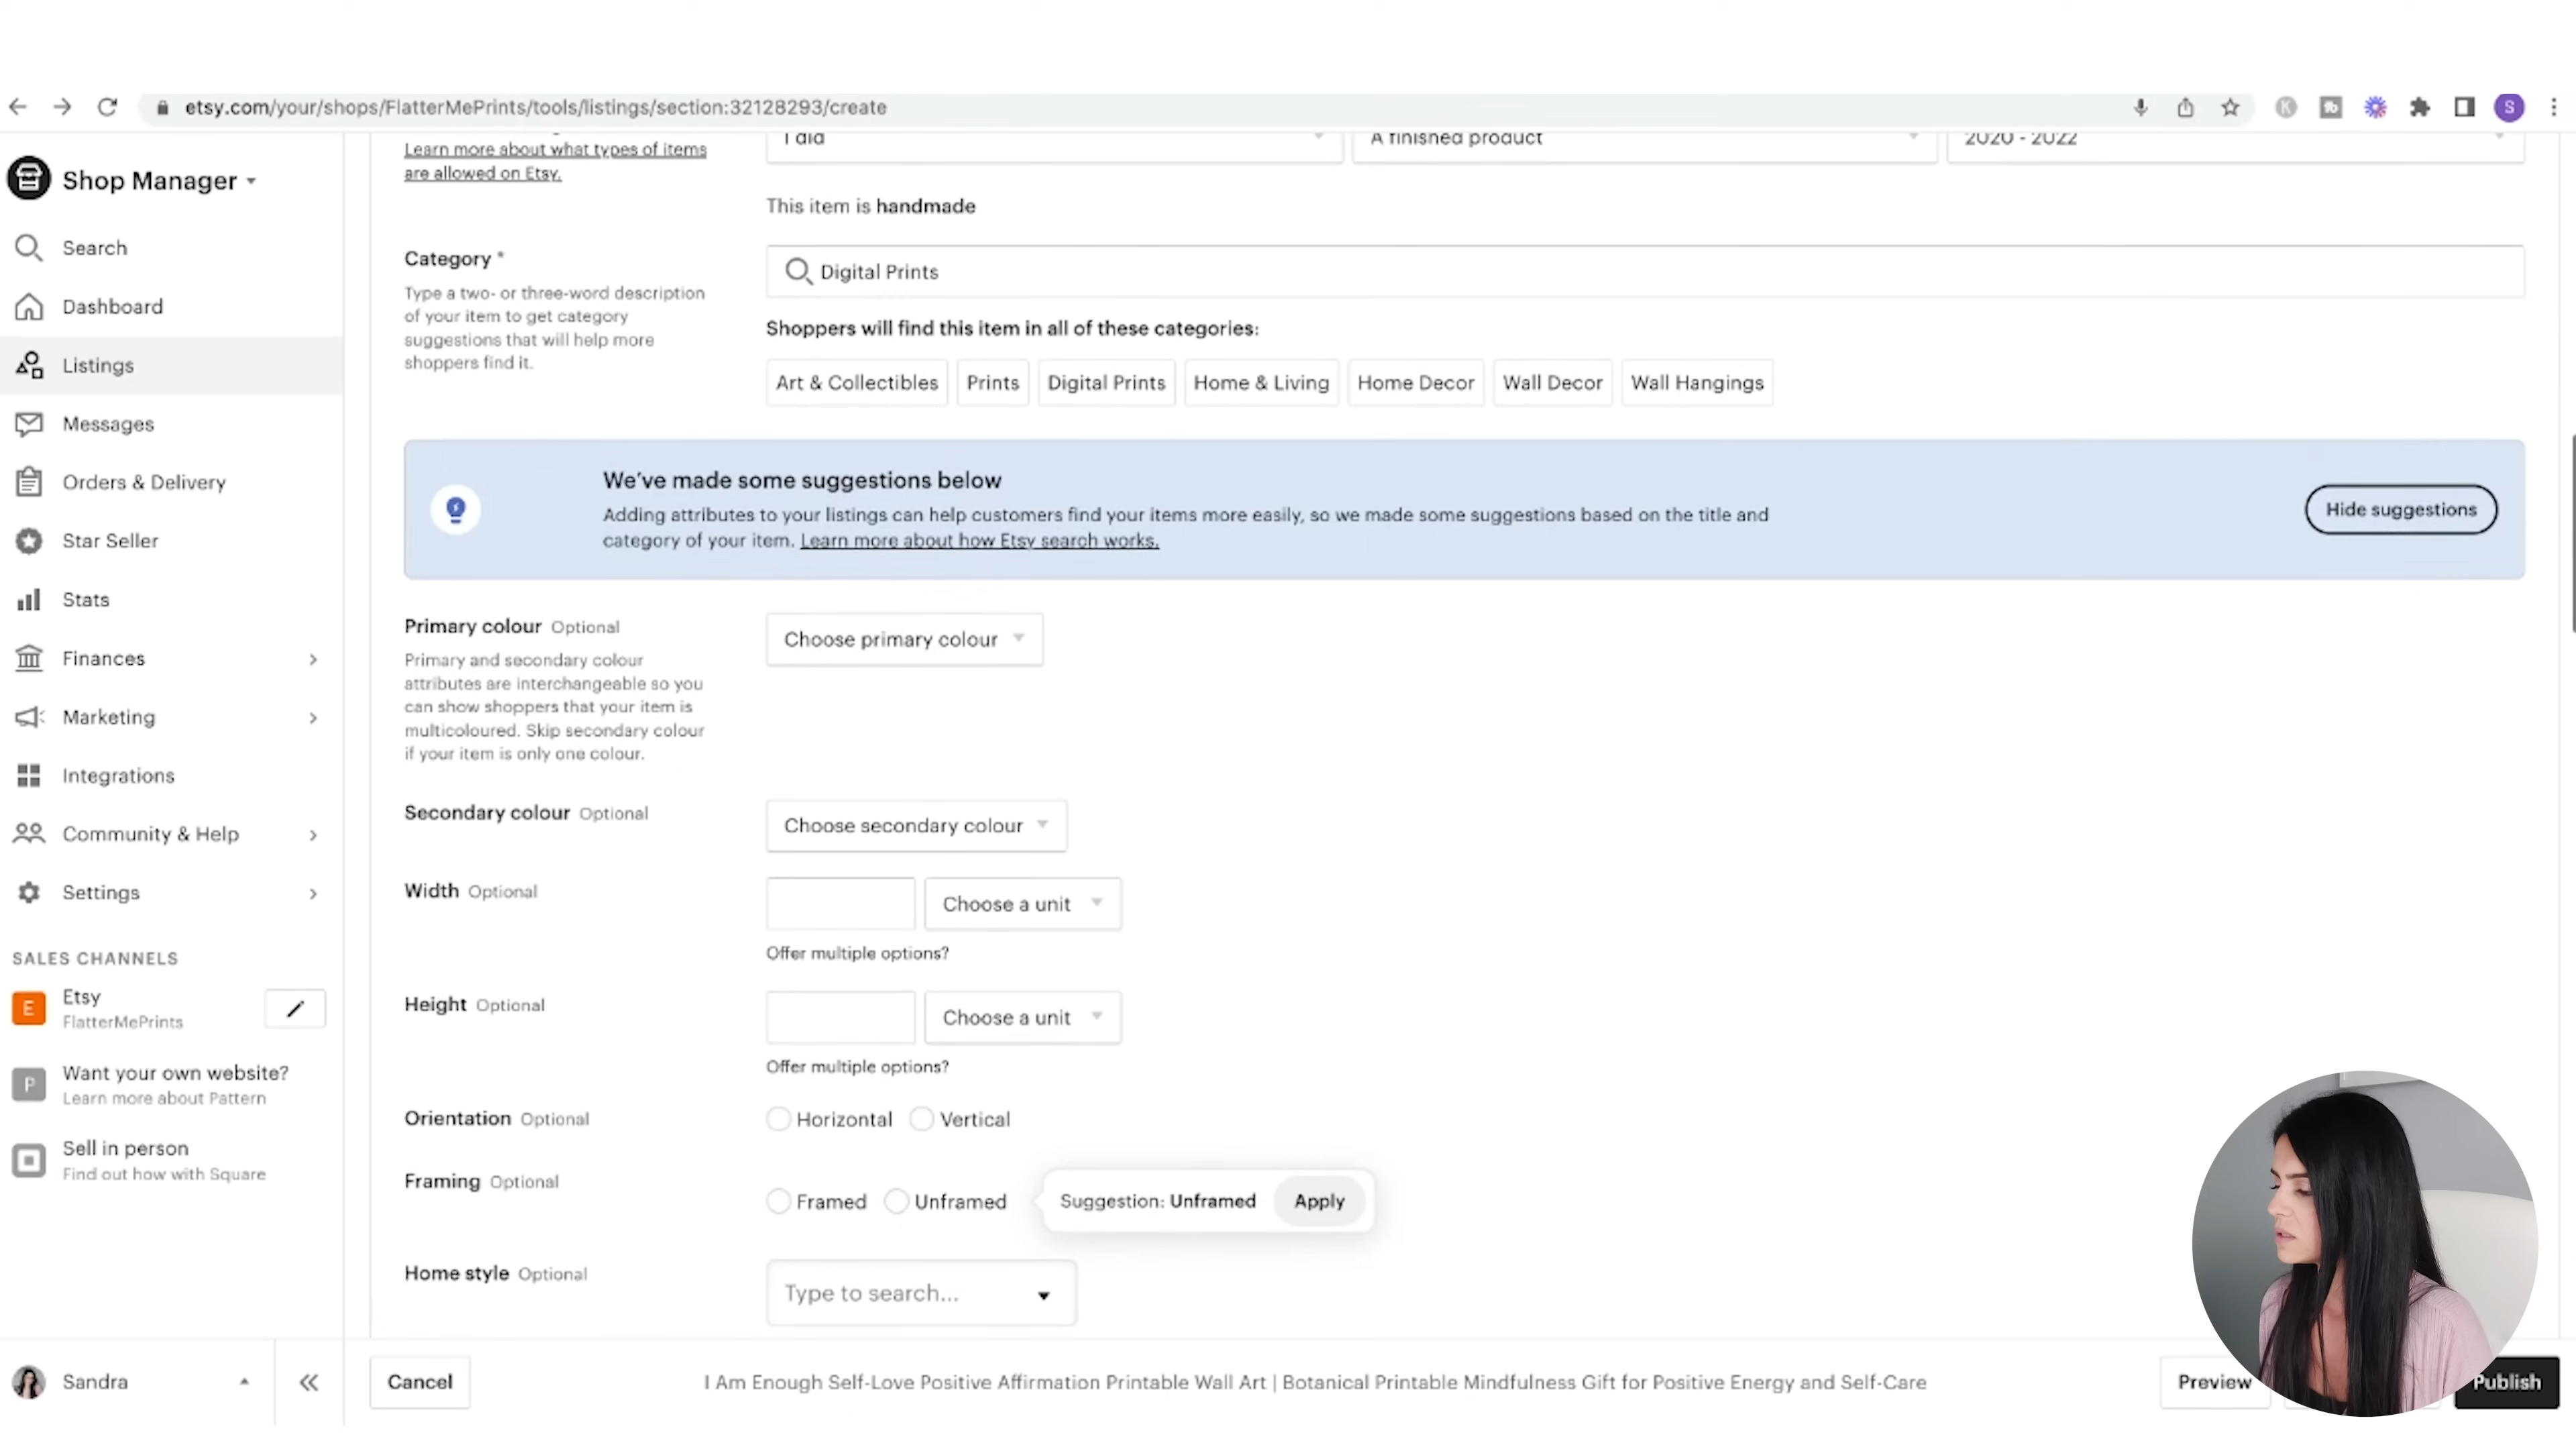 etsy.com/your/shops/FlatterMePrints/tools/listings/section:32128293/create
S
Shop Manager
Search
Dashboard
Listings
Messages
Orders & Delivery
Star Seller
Stats
Finances
Marketing
Integrations
Community & Help
Settings
SALES CHANNELS
E
Etsy
FlatterMePrints
P
Want your own website?
Learn more about Pattern
Sell in person
Find out how with Square
Sandra
Learn more about what types of items
are allowed on Etsy.
I did
A finished product
2020 - 2022
This item is handmade
Category *
Type a two- or three-word description
of your item to get category
suggestions that will help more
shoppers find it.
Digital Prints
Shoppers will find this item in all of these categories:
Art & Collectibles Prints Digital Prints Home & Living Home Decor Wall Decor Wall Hangings
We've made some suggestions below
Adding attributes to your listings can help customers find your items more easily, so we made some suggestions based on the title and
category of your item. Learn more about how Etsy search works.
Hide suggestions
Primary colour Optional
Primary and secondary colour
attributes are interchangeable so you
can show shoppers that your item is
multicoloured. Skip secondary colour
if your item is only one colour.
Choose primary colour
Secondary colour Optional
Choose secondary colour
Width Optional
Choose a unit
Offer multiple options?
Height Optional
Choose a unit
Offer multiple options?
Orientation Optional
Horizontal Vertical
Framing Optional
Framed Unframed
Suggestion: Unframed Apply
Home style Optional
Type to search...
Cancel
I Am Enough Self-Love Positive Affirmation Printable Wall Art | Botanical Printable Mindfulness Gift for Positive Energy and Self-Care
Preview
Publish